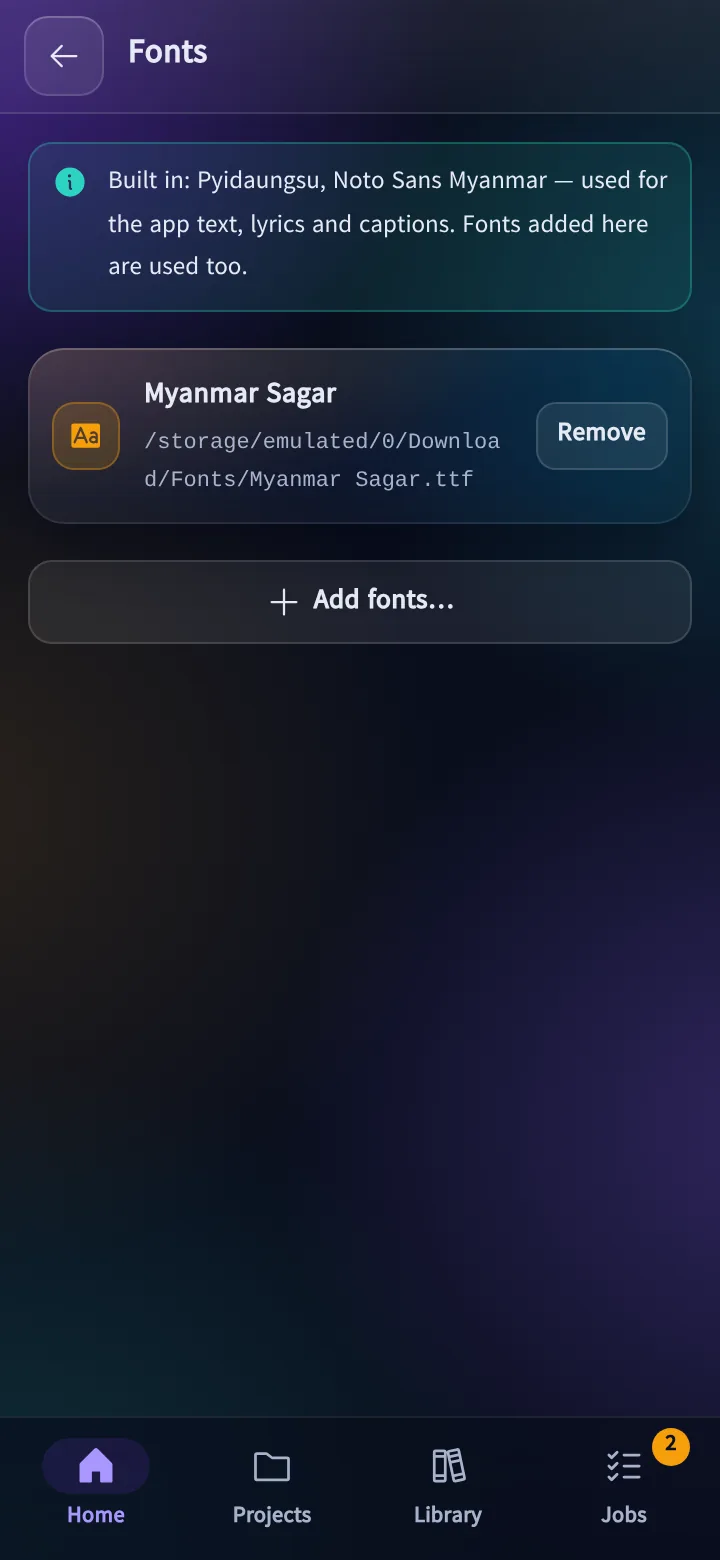 Fonts
Built in: Pyidaungsu, Noto Sans Myanmar — used for
the app text, lyrics and captions. Fonts added here
are used too.
Myanmar Sagar
/storage/emulated/0/Downloa
d/Fonts/Myanmar Sagar.ttf
Remove
Aa
Add fonts…
2
Home
Projects
Library
Jobs